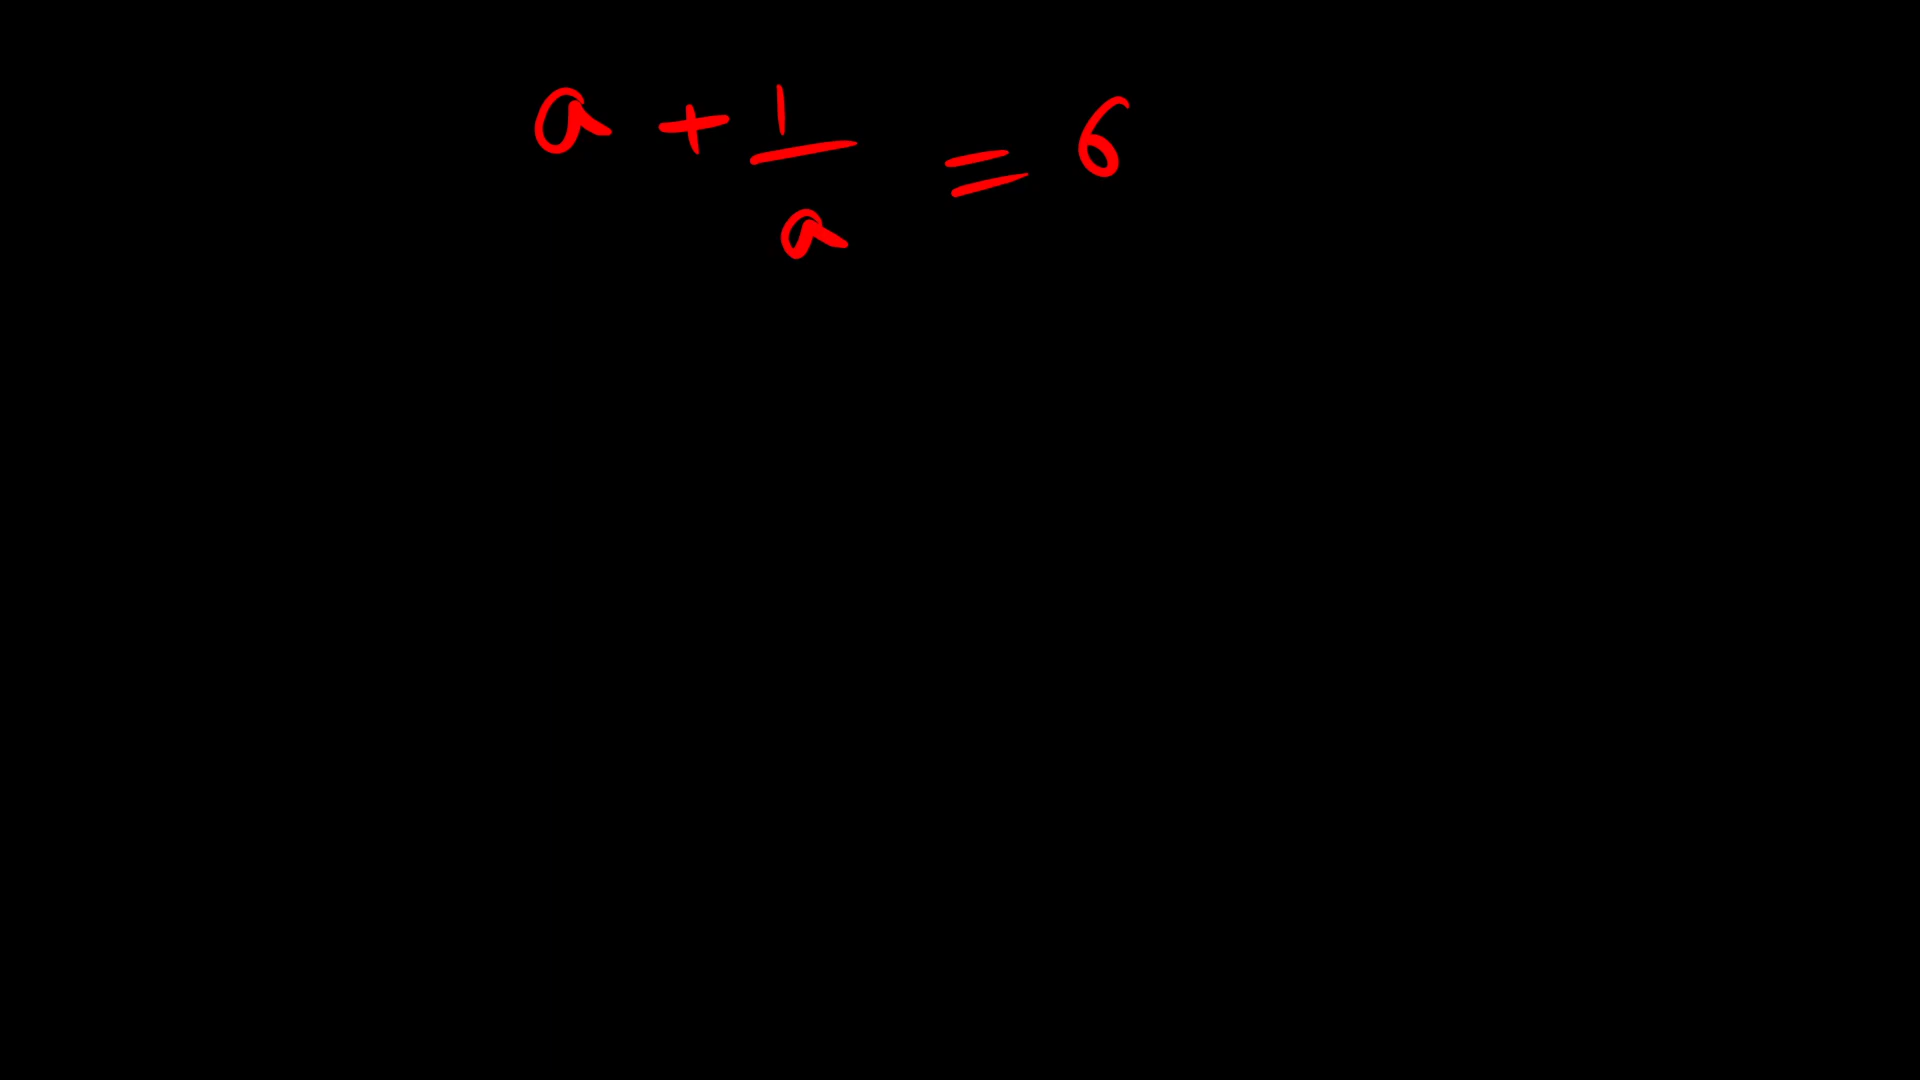 a + 1/a = 6